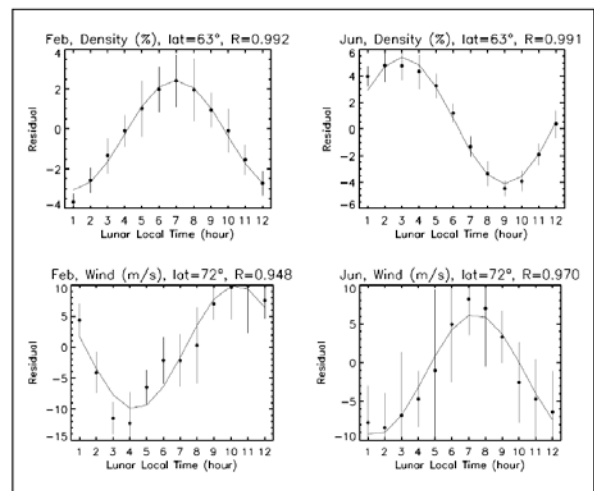 Feb, Density (%), lat=63°, R=0.992
4
2
0
-2
-4
Residual
1 2 3 4 5 6 7 8 9 10 11 12
Lunar Local Time (hour)
Jun, Density (%), lat=63°, R=0.991
6
4
2
0
-2
-4
-6
Residual
1 2 3 4 5 6 7 8 9 10 11 12
Lunar Local Time (hour)
Feb, Wind (m/s), lat=72°, R=0.948
10
5
0
-5
-10
-15
Residual
1 2 3 4 5 6 7 8 9 10 11 12
Lunar Local Time (hour)
Jun, Wind (m/s), lat=72°, R=0.970
10
5
0
-5
-10
Residual
1 2 3 4 5 6 7 8 9 10 11 12
Lunar Local Time (hour)